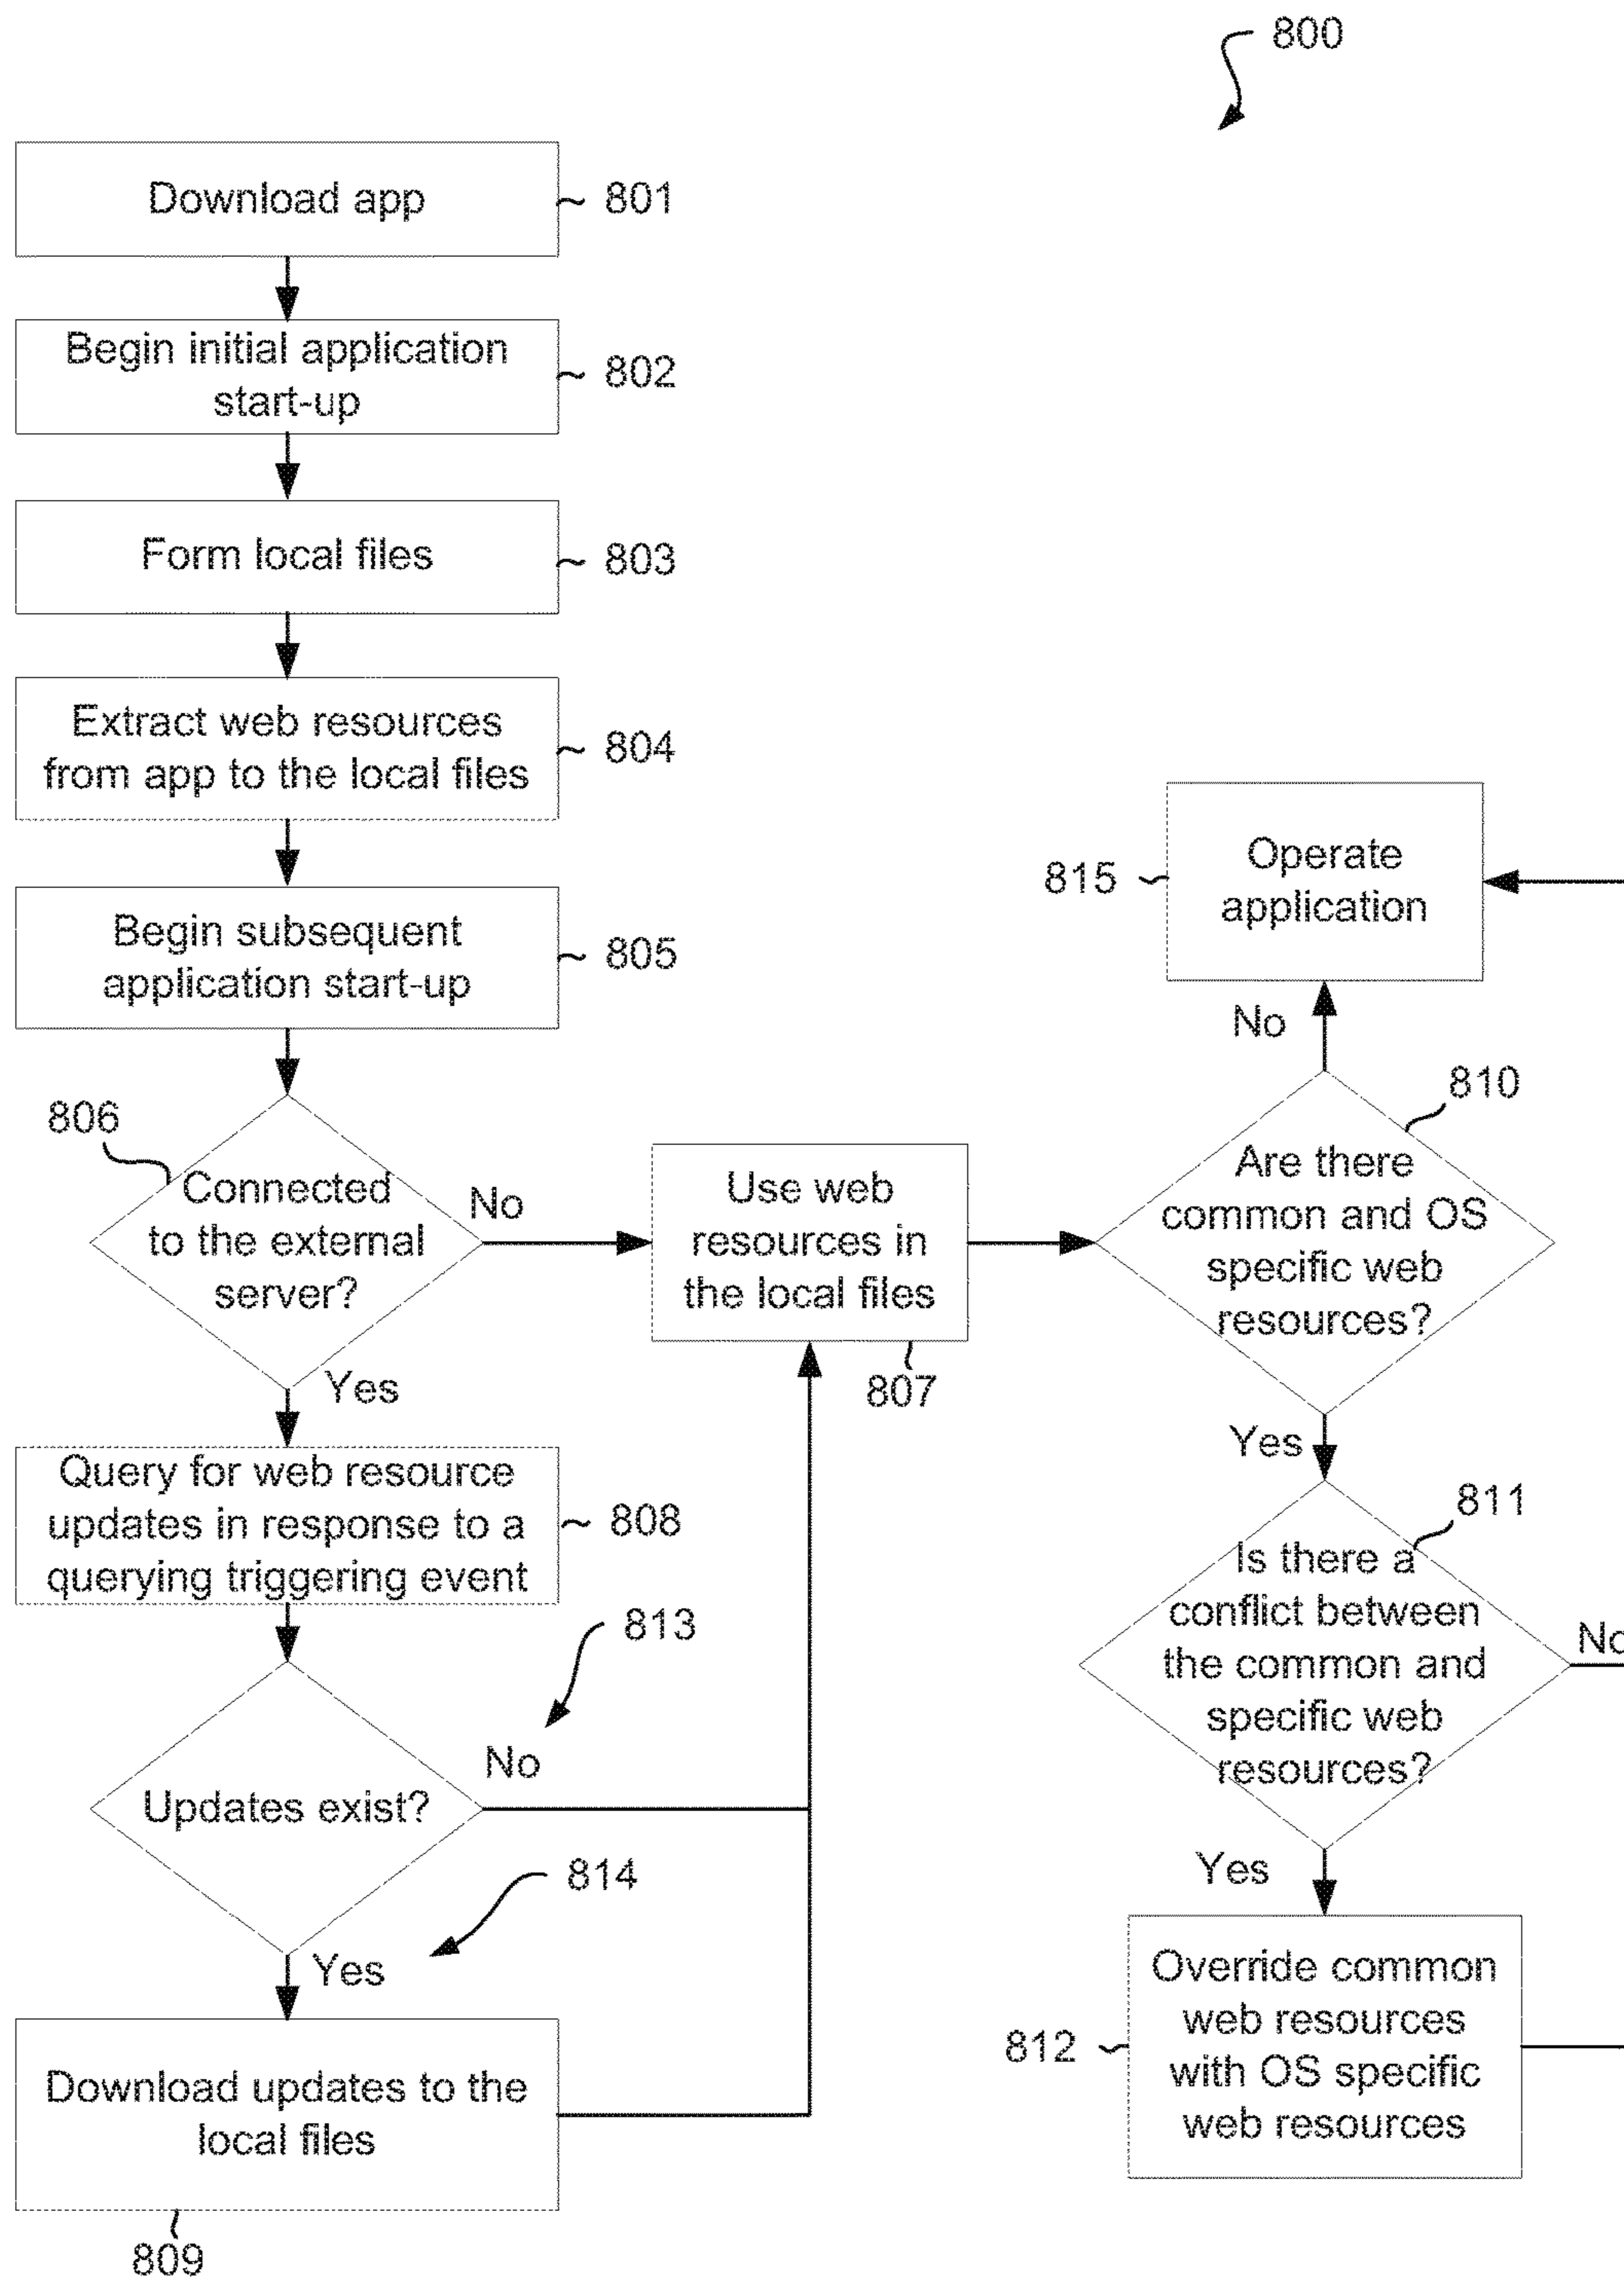 800
Download app
801
Begin initial application
start-up
802
Form local files
803
Extract web resources
from app to the local files
804
Begin subsequent
application start-up
805
806
Connected
to the external
server?
No
Yes
Use web
resources in
the local files
807
Query for web resource
updates in response to a
querying triggering event
808
813
Updates exist?
No
814
Yes
Download updates to the
local files
809
Operate
application
815
No
810
Are there
common and OS
specific web
resources?
Yes
811
Is there a
conflict between
the common and
specific web
resources?
No
Yes
Override common
web resources
with OS specific
web resources
812